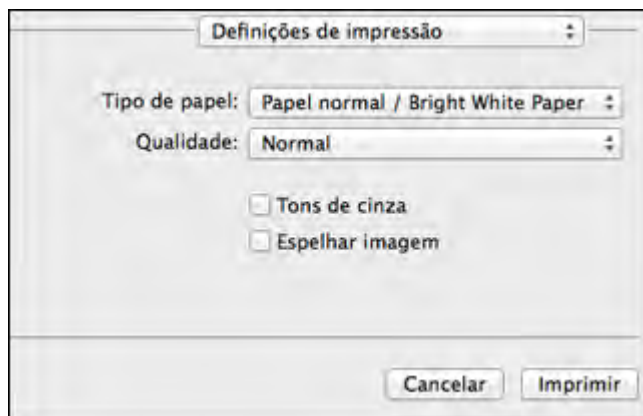 Definições de impressão
Tipo de papel: Papel normal / Bright White Paper
Qualidade: Normal
Tons de cinza
Espelhar imagem
Cancelar Imprimir